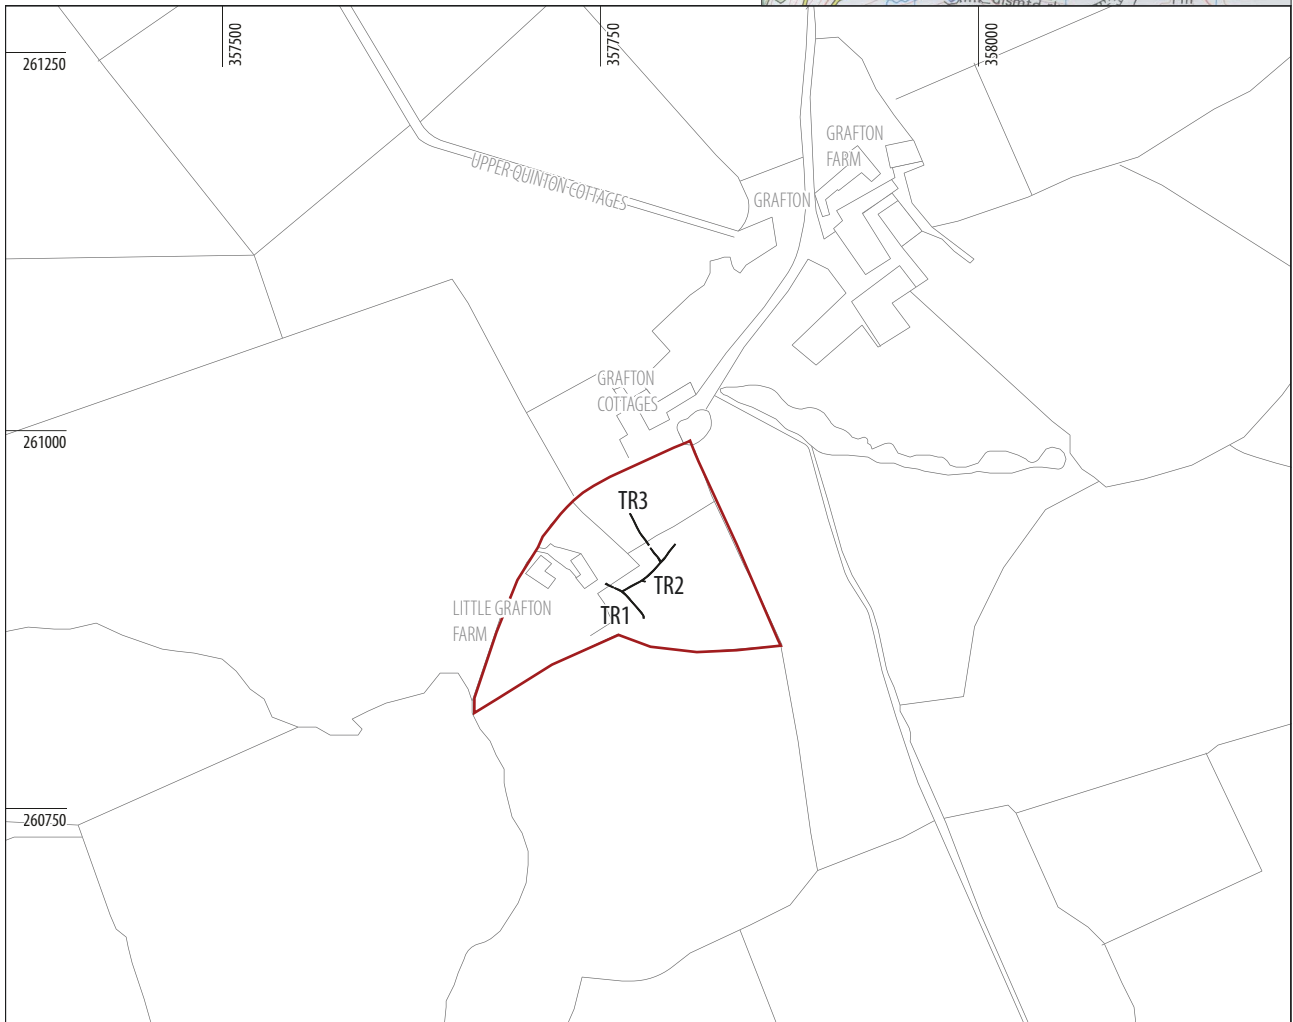 357500
357750
358000
261250
GRAFTON
FARM
UPPER QUINTON COTTAGES
GRAFTON
GRAFTON
COTTAGES
261000
TR3
TR2
LITTLE GRAFTON
FARM
TR1
260750